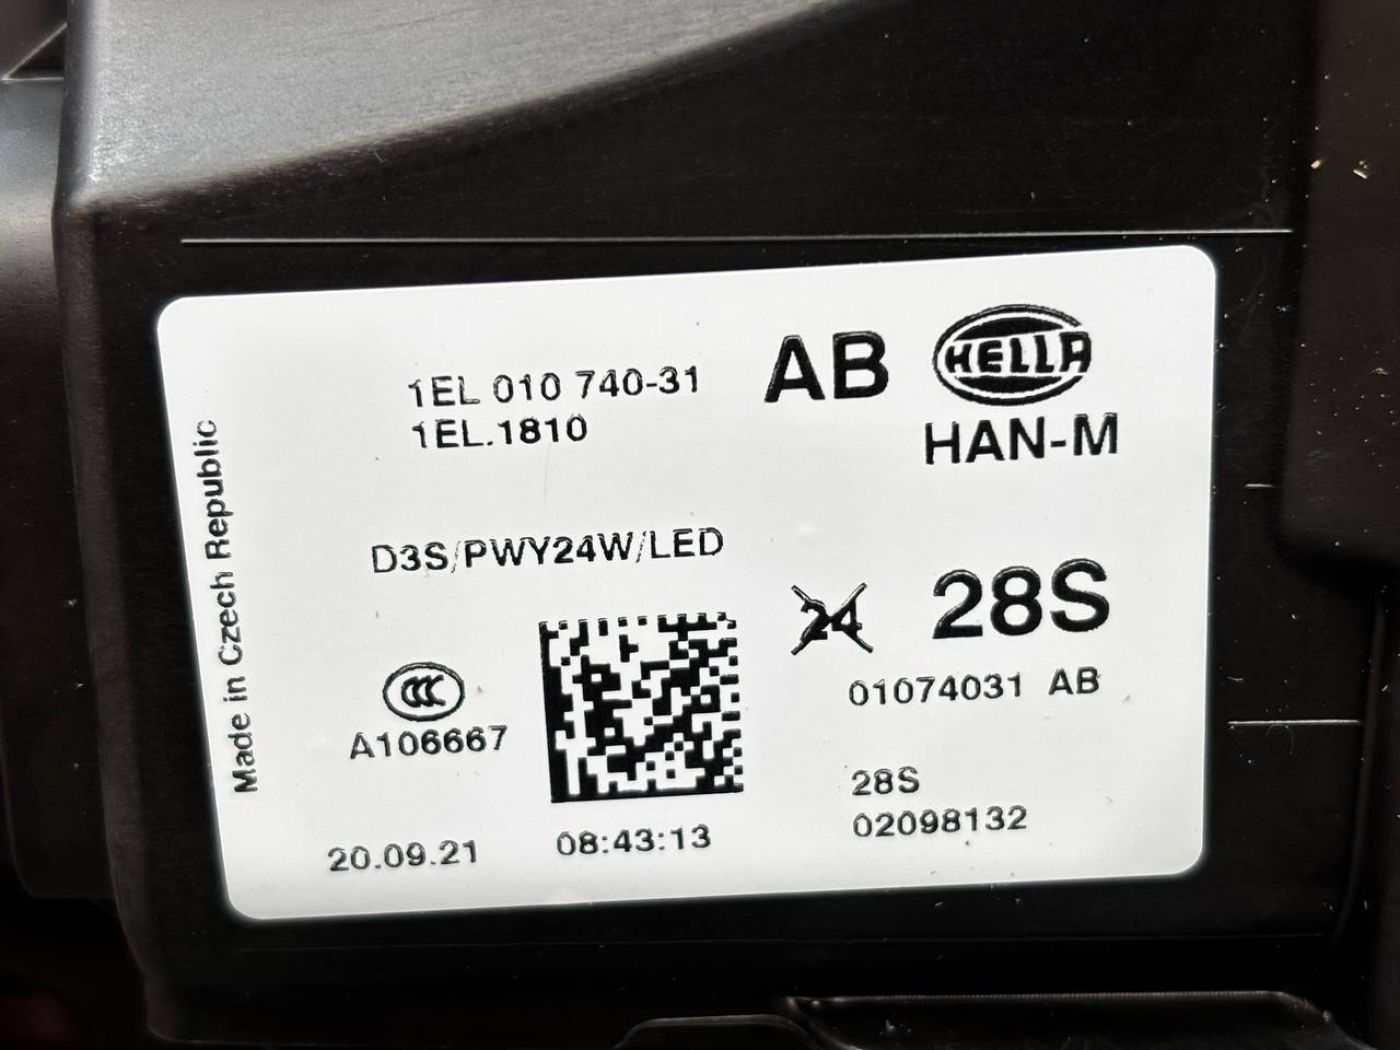 1EL 010 740-31
1EL.1810
AB
HELLA
HAN-M
Made in Czech Republic
D3S/PWY24W/LED
24
28S
01074031 AB
CCC
A106667
28S
02098132
20.09.21
08:43:13